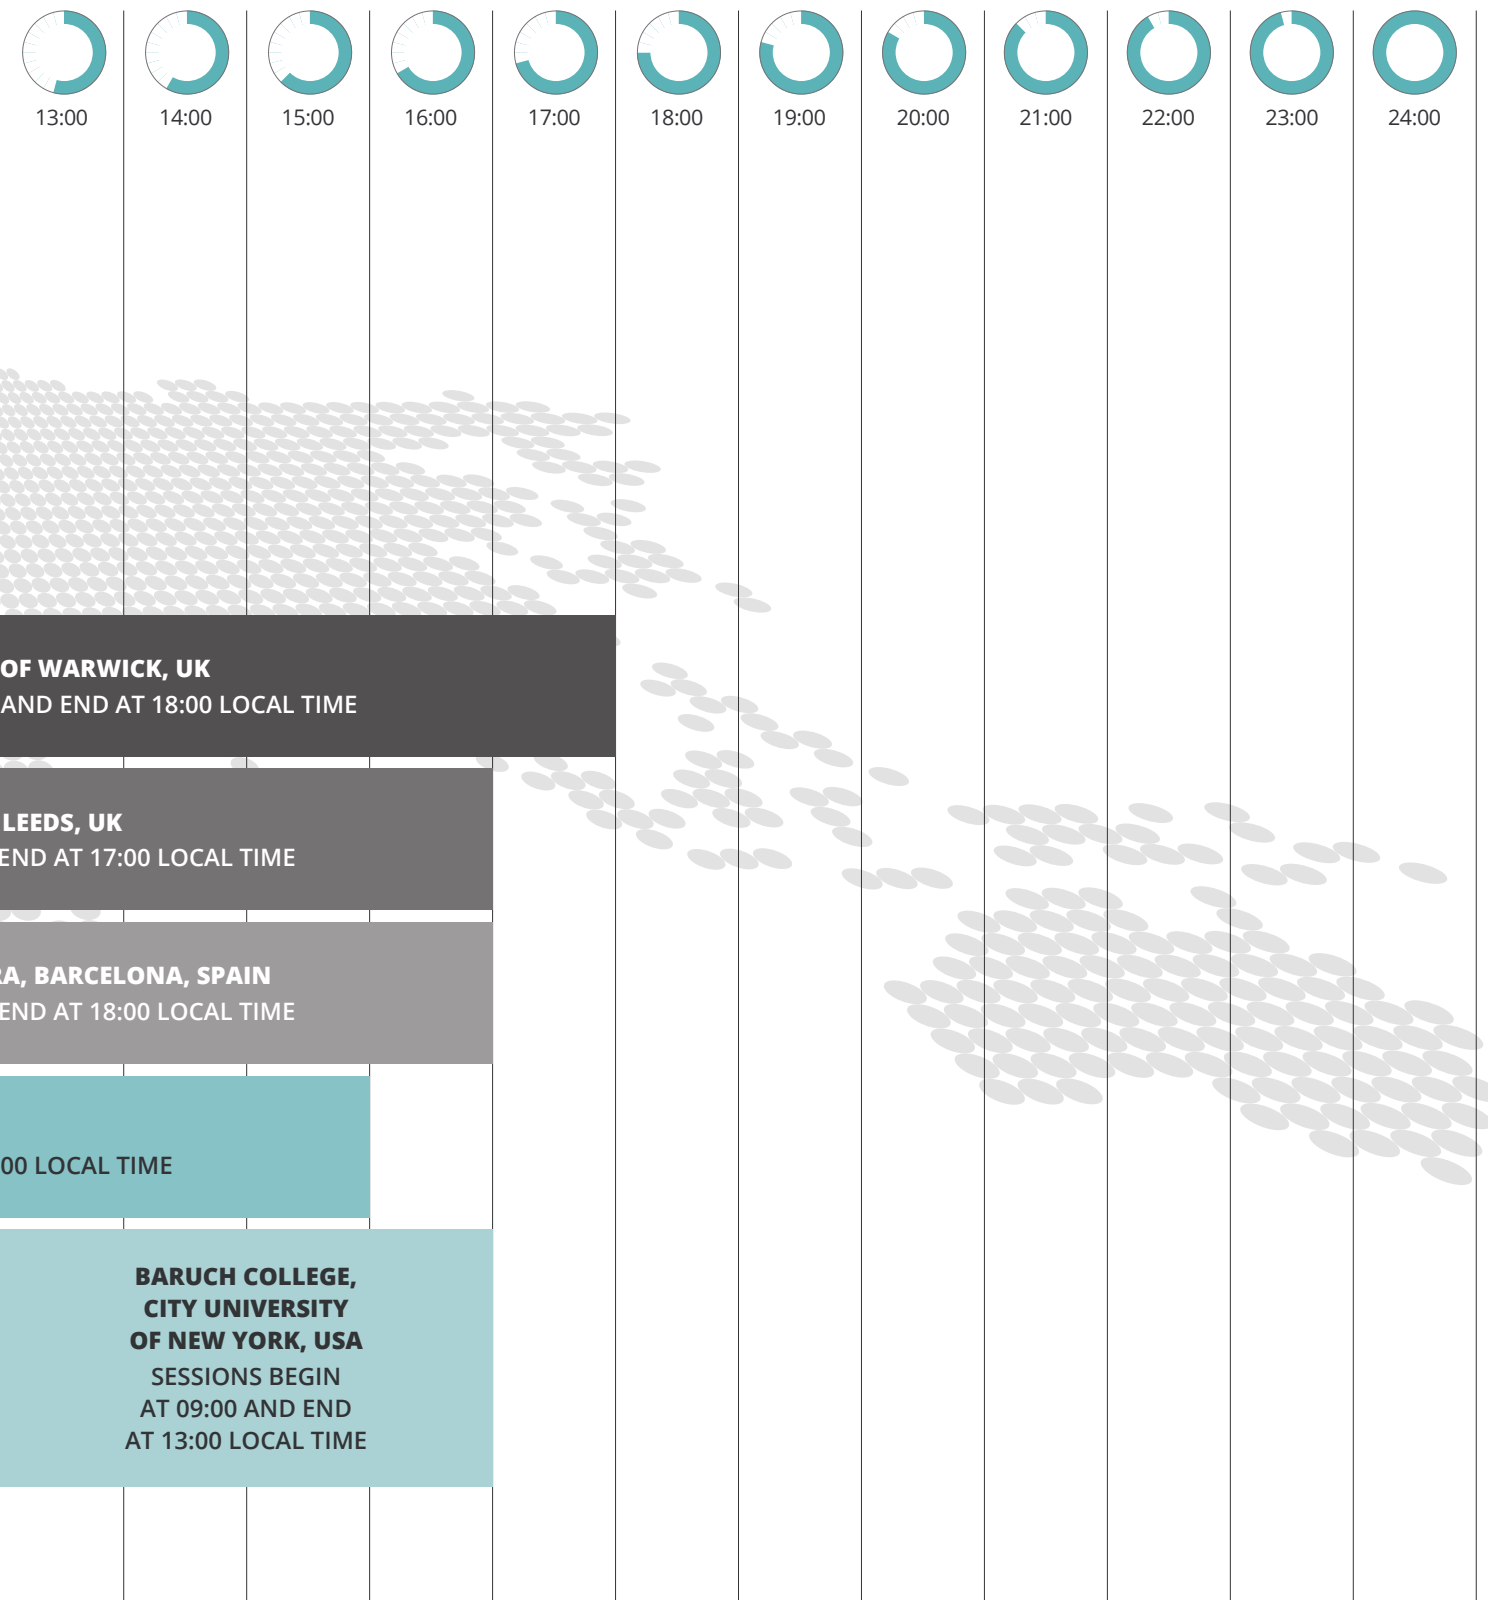 13:00 14:00 15:00 16:00 17:00 18:00 19:00 20:00 21:00 22:00 23:00 24:00
OF WARWICK, UK
AND END AT 18:00 LOCAL TIME
LEEDS, UK
END AT 17:00 LOCAL TIME
RA, BARCELONA, SPAIN
END AT 18:00 LOCAL TIME
00 LOCAL TIME
BARUCH COLLEGE,
CITY UNIVERSITY
OF NEW YORK, USA
SESSIONS BEGIN
AT 09:00 AND END
AT 13:00 LOCAL TIME